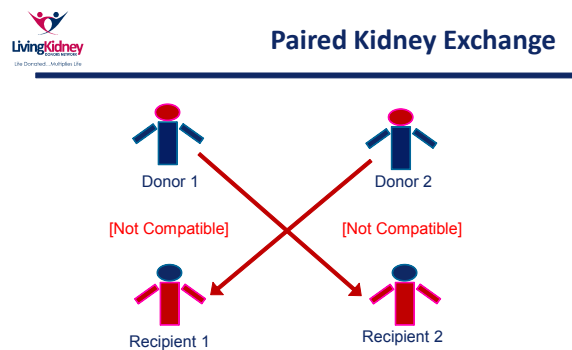 Paired Kidney Exchange
LivingKidney
DONORS NETWORK
Life Donated...Multiplies Life
Donor 1
Donor 2
[Not Compatible]
[Not Compatible]
Recipient 1
Recipient 2